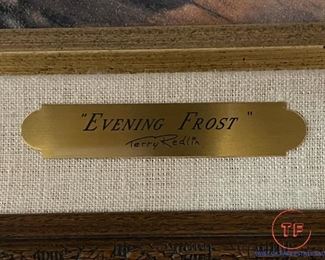 "EVENING FROST"
Terry Redlin
TF